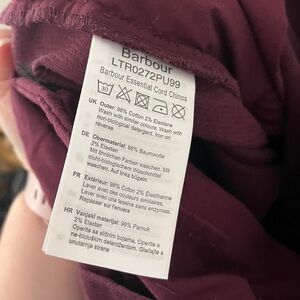 Barbour
LTR0272PU99
Barbour Essential Cord Chinos
30
UK Outer: 98% Cotton 2% Elastane
Wash with similar colours. Wash with
non-biological detergent. Iron on
reverse
DE Obermaterial: 98% Baumwolle
2% Elastan
Mit ähnlichen Farben waschen. Mit
nicht-biologischem Waschmittel
waschen, Auf links bügeln
FR Extérieur: 98% Coton 2% Élasthanne
Laver avec des couleurs similaires.
Laver avec une lessive sans enzymes.
Repasser sur l'envers
HR Vanjski materijal: 98% Pamuk
2% Elastan
Operite sa sličnim bojama. Operite s
ne-biološkim deterdžentom. Glačajte s
unutarnje strane